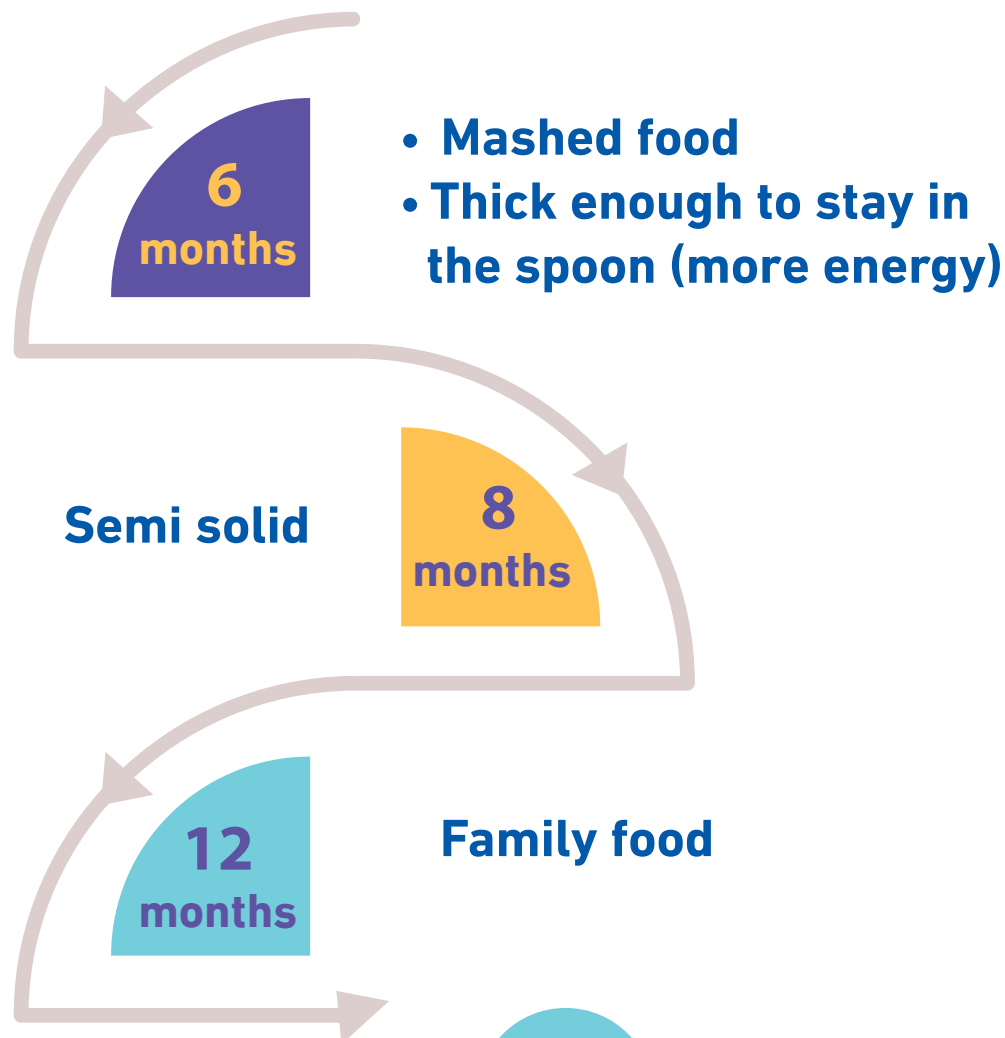 6
months
• Mashed food
• Thick enough to stay in
the spoon (more energy)
Semi solid
8
months
12
months
Family food